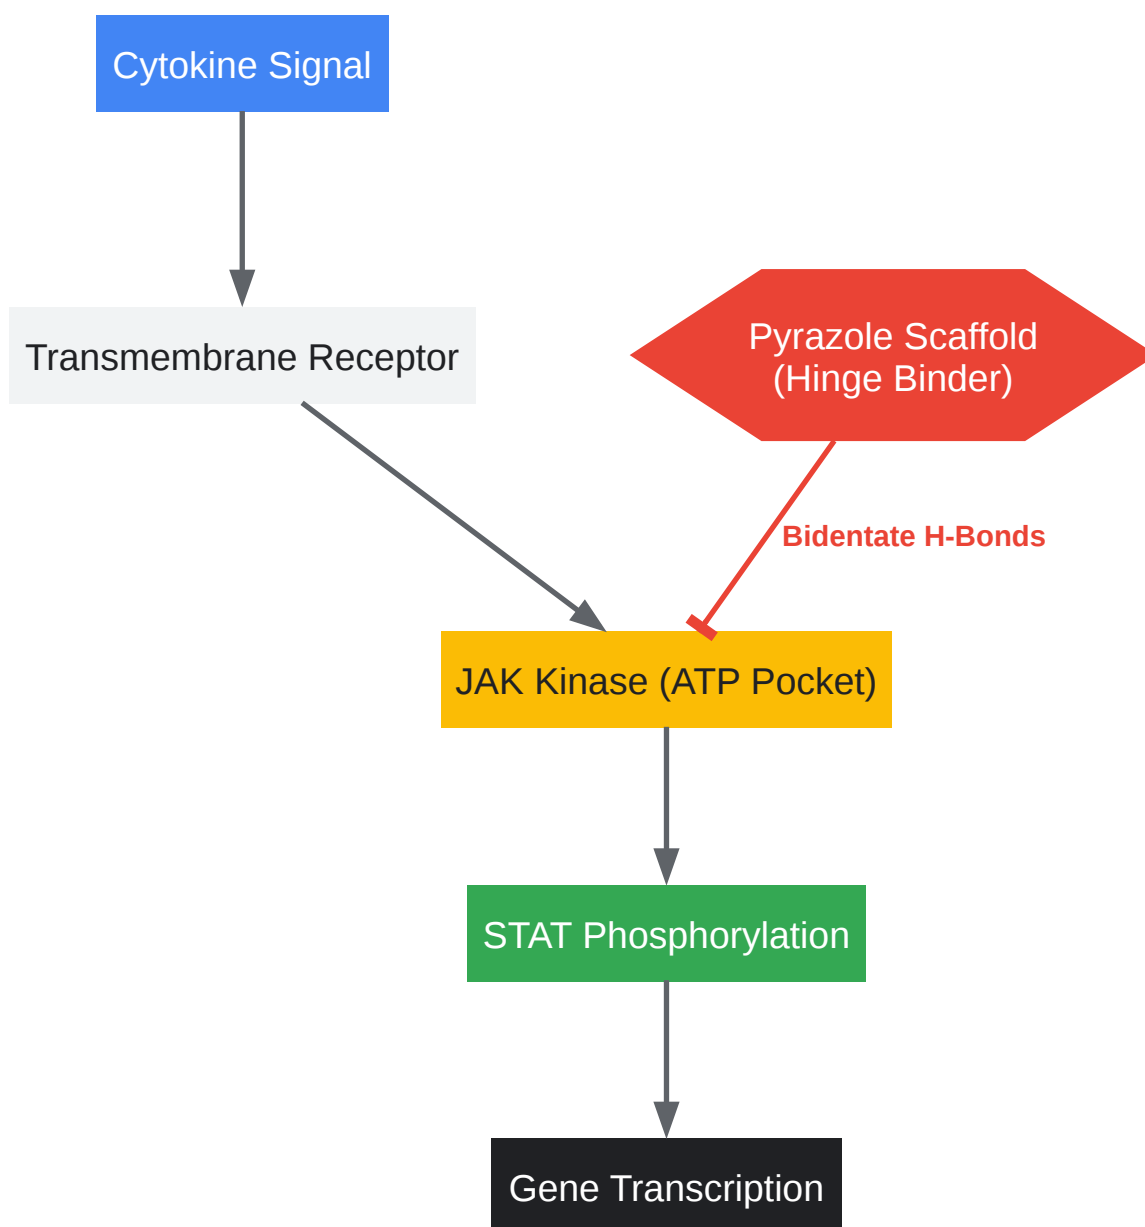 Cytokine Signal
Transmembrane Receptor
Pyrazole Scaffold
(Hinge Binder)
Bidentate H-Bonds
JAK Kinase (ATP Pocket)
STAT Phosphorylation
Gene Transcription